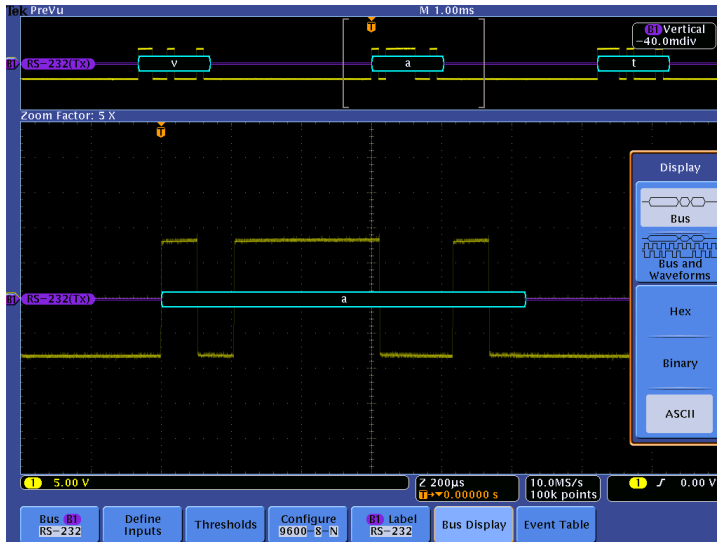 Tek PreVu M 1.00ms
T
B1 Vertical
-40.0mdiv
B1 RS-232(Tx) v a t
Zoom Factor: 5 X
T
Display
Bus
Bus and
Waveforms
B1 RS-232(Tx) a
Hex
Binary
ASCII
1 5.00 V
Z 200μs
T→▼0.00000 s
10.0MS/s
100k points
1 ∫ 0.00 V
Bus B1
RS-232
Define
Inputs
Thresholds
Configure
9600-8-N
B1 Label
RS-232
Bus Display
Event Table